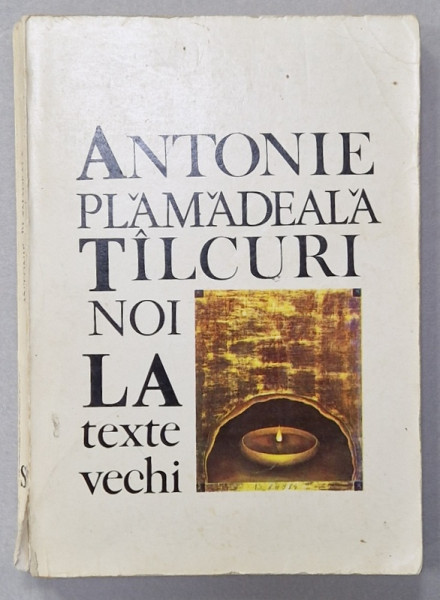 ANTONIE
PLĂMĂDEALĂ
TÎLCURI
NOI
LA
texte
vechi
S